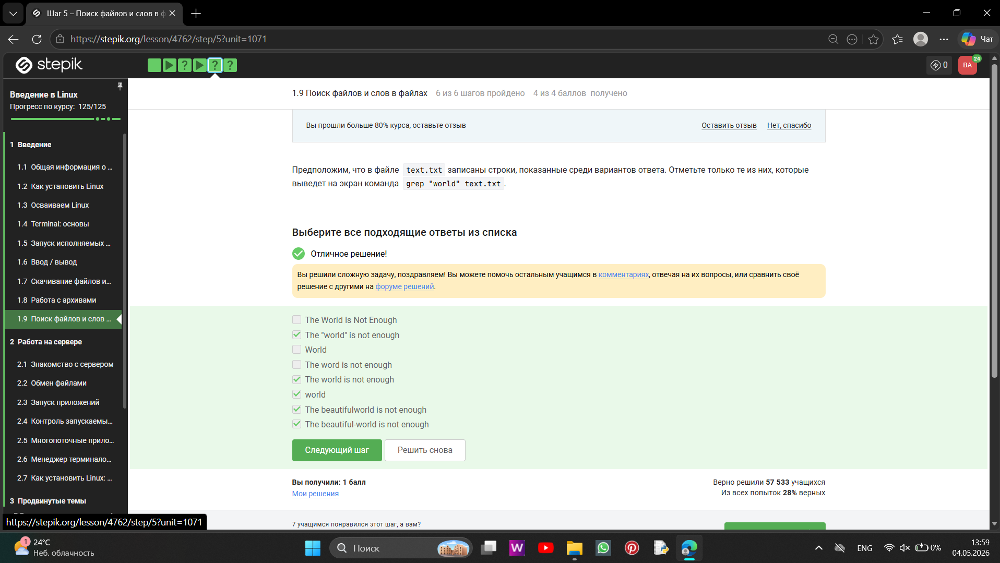 Шаг 5 – Поиск файлов и слов в ф
https://stepik.org/lesson/4762/step/5?unit=1071
Чат
stepik
? ? ?
0
ВА
24
Введение в Linux
Прогресс по курсу: 125/125
1 Введение
1.1 Общая информация о ...
1.2 Как установить Linux
1.3 Осваиваем Linux
1.4 Terminal: основы
1.5 Запуск исполняемых ...
1.6 Ввод / вывод
1.7 Скачивание файлов и...
1.8 Работа с архивами
1.9 Поиск файлов и слов ...
2 Работа на сервере
2.1 Знакомство с сервером
2.2 Обмен файлами
2.3 Запуск приложений
2.4 Контроль запускаемы...
2.5 Многопоточные прило...
2.6 Менеджер терминало...
2.7 Как установить Linux: ...
3 Продвинутые темы
https://stepik.org/lesson/4762/step/5?unit=1071
1.9 Поиск файлов и слов в файлах 6 из 6 шагов пройдено 4 из 4 баллов получено
Вы прошли больше 80% курса, оставьте отзыв Оставить отзыв Нет, спасибо
Предположим, что в файле text.txt записаны строки, показанные среди вариантов ответа. Отметьте только те из них, которые
выведет на экран команда grep "world" text.txt.
Выберите все подходящие ответы из списка
Отличное решение!
Вы решили сложную задачу, поздравляем! Вы можете помочь остальным учащимся в комментариях, отвечая на их вопросы, или сравнить своё
решение с другими на форуме решений.
The World Is Not Enough
The "world" is not enough
World
The word is not enough
The world is not enough
world
The beautifulworld is not enough
The beautiful-world is not enough
Следующий шаг Решить снова
Вы получили: 1 балл
Мои решения
Верно решили 57 533 учащихся
Из всех попыток 28% верных
7 учащимся понравился этот шаг, а вам?
1
24°C
Неб. облачность
Поиск
W
ENG
0%
13:59
04.05.2026